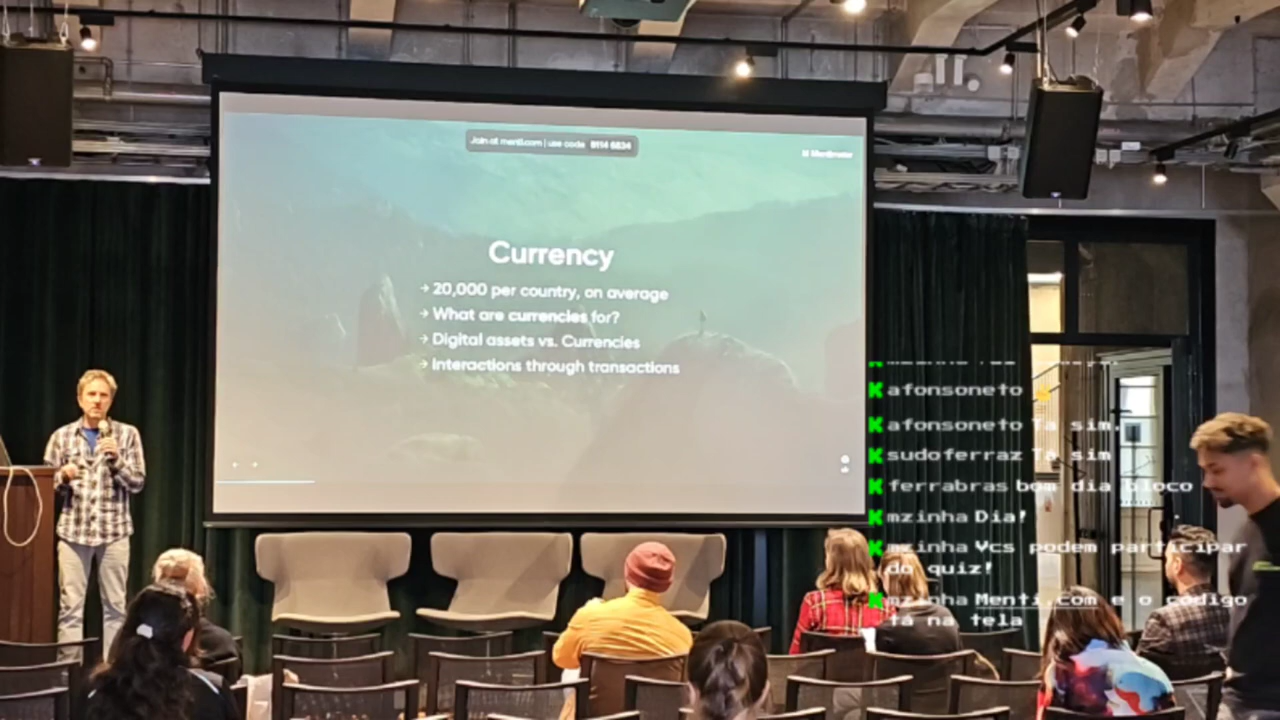 Join at menti.com | use code 8114 6834
Mentimeter
Currency
→ 20,000 per country, on average
→ What are currencies for?
→ Digital assets vs. Currencies
→ Interactions through transactions
afonsoneto
afonsoneto Tá sim.
sudoferraz Tá sim
ferrabras bom dia bloco
mzinha Dia!
mzinha Vcs podem participar
do quiz!
mzinha Menti.com e o código
tá na tela